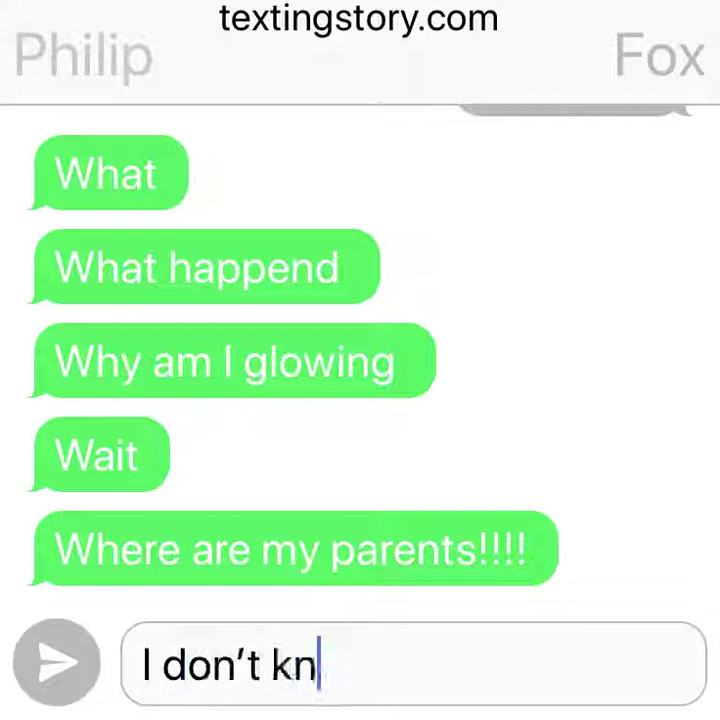 textingstory.com
Philip Fox
What
What happend
Why am I glowing
Wait
Where are my parents!!!!
I don’t kn